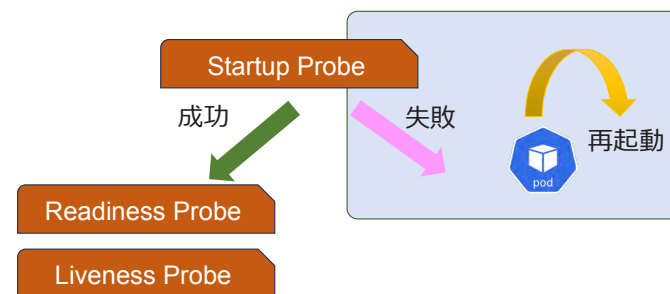 Startup Probe
成功
失敗
再起動
pod
Readiness Probe
Liveness Probe